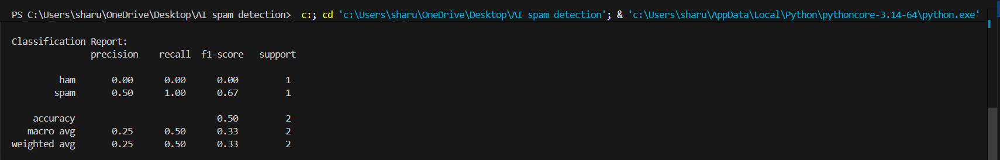 PS C:\Users\sharu\OneDrive\Desktop\AI spam detection>  c:; cd 'c:\Users\sharu\OneDrive\Desktop\AI spam detection'; & 'c:\Users\sharu\AppData\Local\Python\pythoncore-3.14-64\python.exe'
Classification Report:
precision recall f1-score support
ham 0.00 0.00 0.00 1
spam 0.50 1.00 0.67 1
accuracy 0.50 2
macro avg 0.25 0.50 0.33 2
weighted avg 0.25 0.50 0.33 2